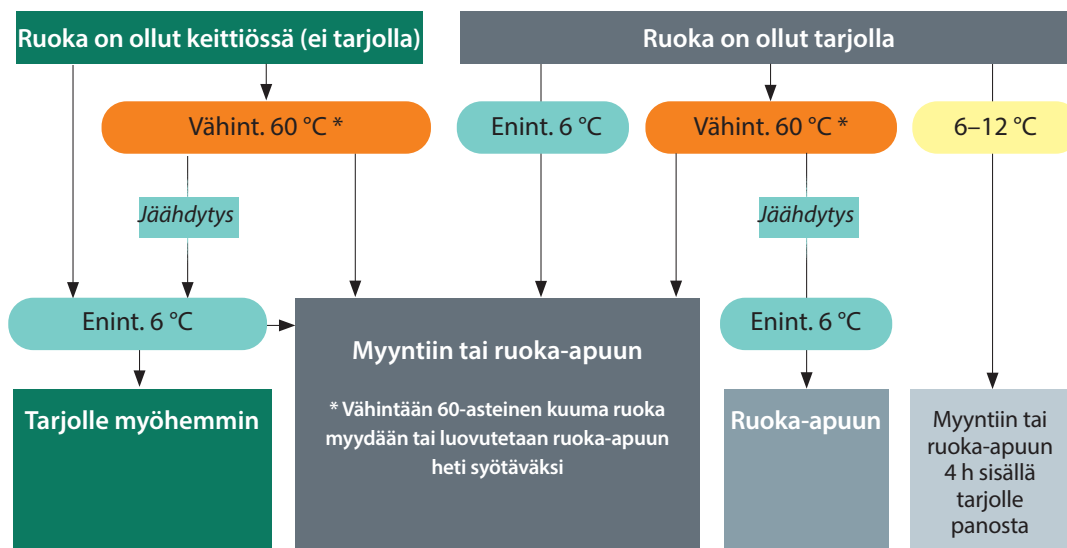 Ruoka on ollut keittiössä (ei tarjolla)
Ruoka on ollut tarjolla
Vähint. 60 °C *
Enint. 6 °C
Vähint. 60 °C *
6–12 °C
Jäähdytys
Jäähdytys
Enint. 6 °C
Enint. 6 °C
Myyntiin tai ruoka-apuun
* Vähintään 60-asteinen kuuma ruoka
myydään tai luovutetaan ruoka-apuun
heti syötäväksi
Tarjolle myöhemmin
Ruoka-apuun
Myyntiin tai
ruoka-apuun
4 h sisällä
tarjolle
panosta